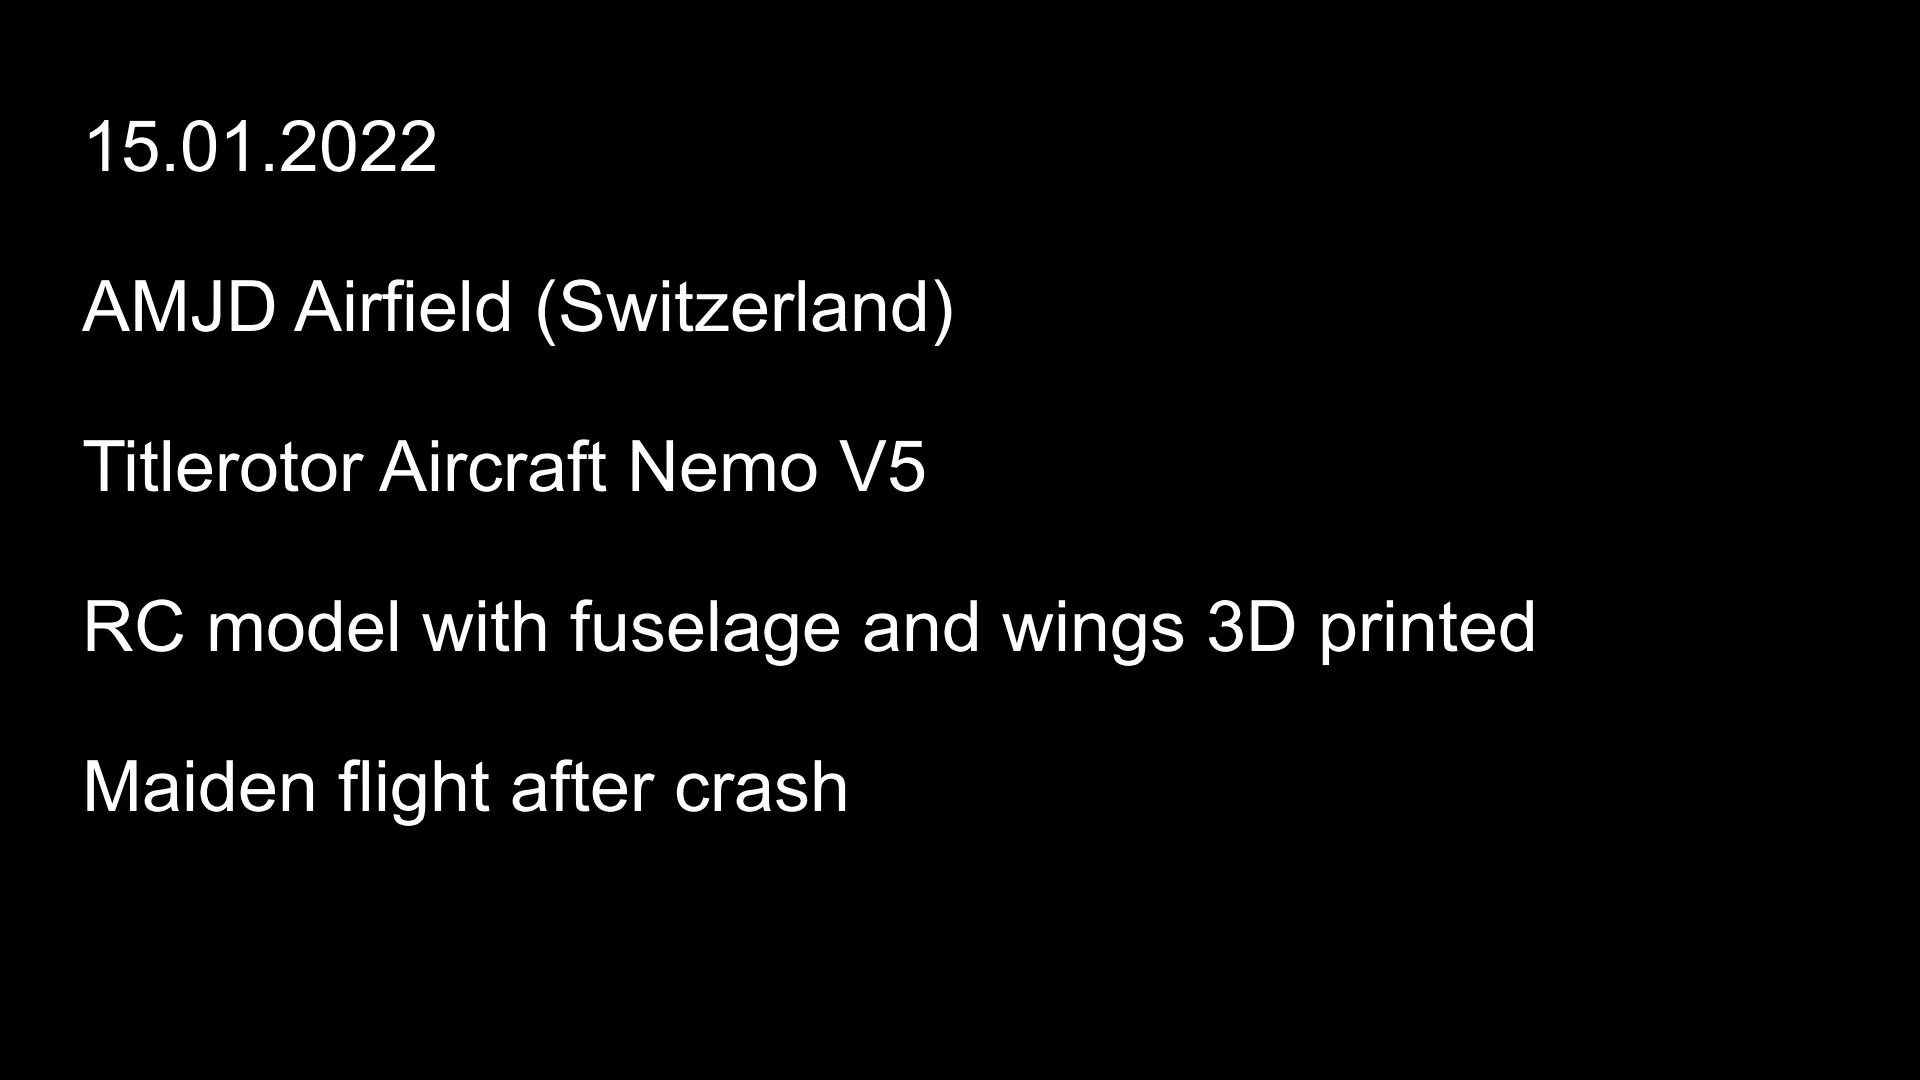 15.01.2022
AMJD Airfield (Switzerland)
Titlerotor Aircraft Nemo V5
RC model with fuselage and wings 3D printed
Maiden flight after crash